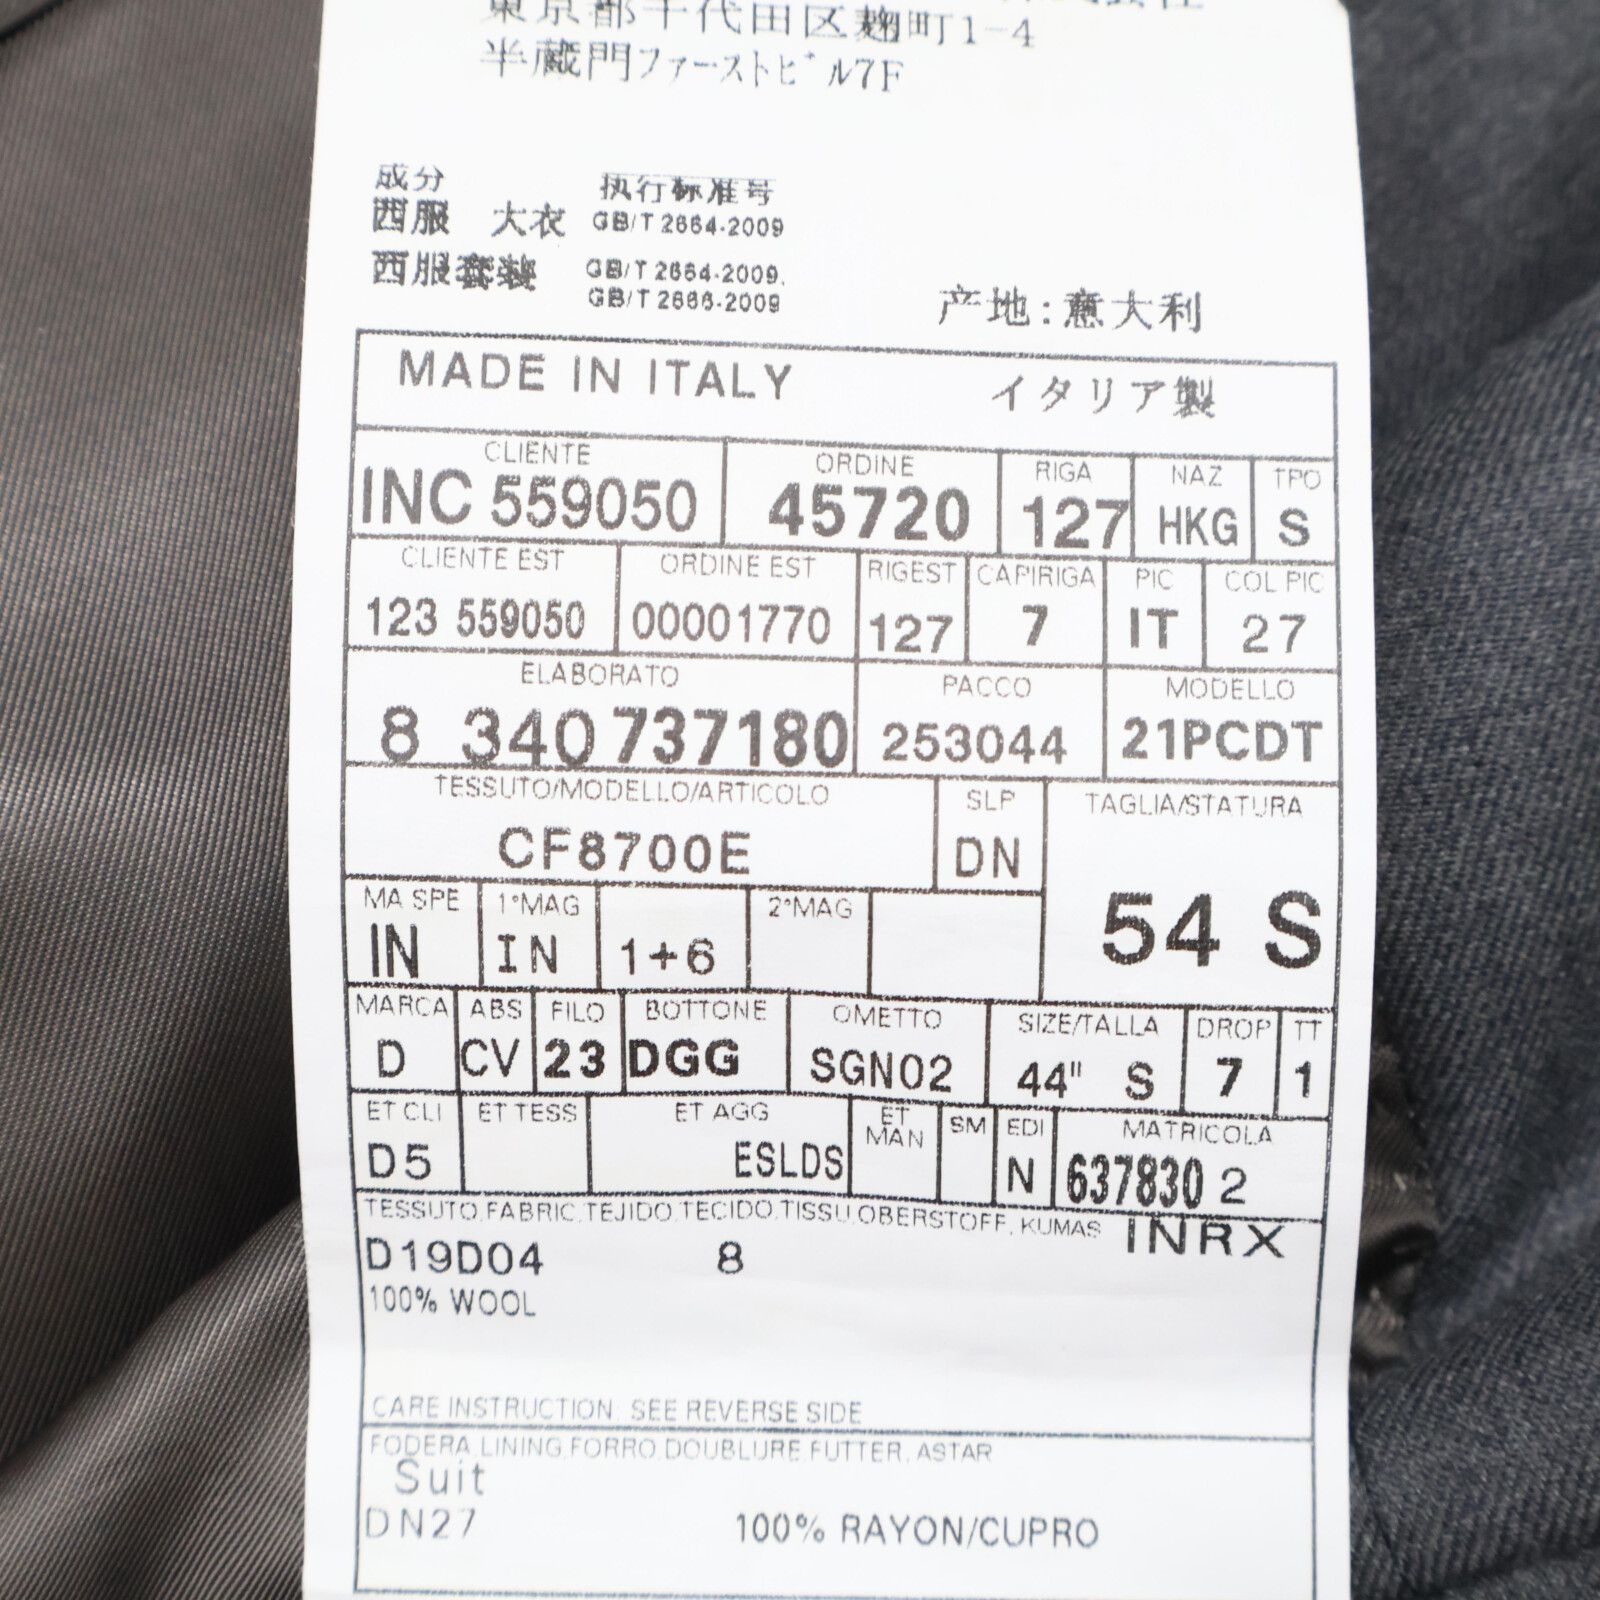 東京都千代田区麹町1-4
半蔵門ファーストビル7F
成分 执行标准号
西服 大衣 GB/T 2664-2009
西服套装 GB/T 2664-2009,
GB/T 2666-2009
产地:意大利
MADE IN ITALY イタリア製
CLIENTE ORDINE RIGA NAZ TPO
INC 559050 45720 127 HKG S
CLIENTE EST ORDINE EST RIGEST CAPIRIGA PIC COL PIC
123 559050 00001770 127 7 IT 27
ELABORATO PACCO MODELLO
8 340 737180 253044 21PCDT
TESSUTO/MODELLO/ARTICOLO SLP TAGLIA/STATURA
CF8700E DN 54 S
MA SPE 1°MAG 2°MAG
IN IN 1+6
MARCA ABS FILO BOTTONE OMETTO SIZE/TALLA DROP TT
D CV 23 DGG SGN02 44" S 7 1
ET CLI ET TESS ET AGG ET MAN SM EDI MATRICOLA
D5 ESLDS N 637830 2
TESSUTO,FABRIC,TEJIDO,TECIDO,TISSU,OBERSTOFF, KUMAS INRX
D19D04 8
100% WOOL
CARE INSTRUCTION: SEE REVERSE SIDE
FODERA,LINING,FORRO,DOUBLURE,FUTTER, ASTAR
Suit
DN27 100% RAYON/CUPRO